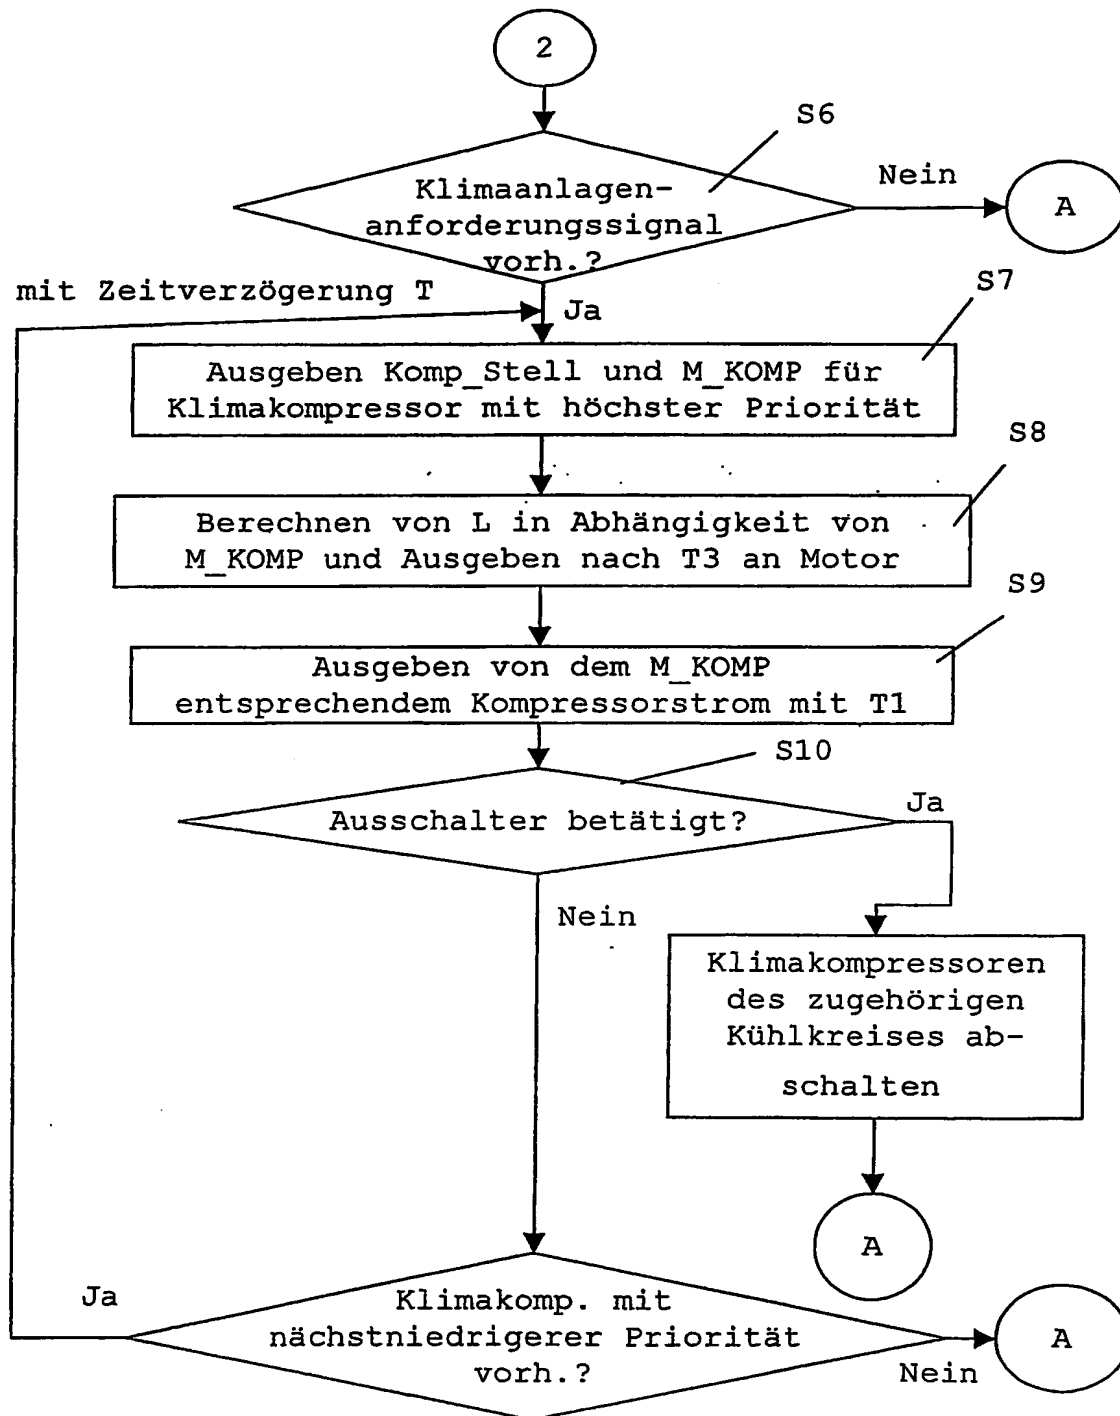 2
S6
Klimaanlagen-
anforderungssignal
vorh.?
Nein
A
mit Zeitverzögerung T
Ja
S7
Ausgeben Komp_Stell und M_KOMP für
Klimakompressor mit höchster Priorität
S8
Berechnen von L in Abhängigkeit von
M_KOMP und Ausgeben nach T3 an Motor
S9
Ausgeben von dem M_KOMP
entsprechendem Kompressorstrom mit T1
S10
Ausschalter betätigt?
Ja
Nein
Klimakompressoren
des zugehörigen
Kühlkreises ab-
schalten
A
Ja
Klimakomp. mit
nächstniedrigerer Priorität
vorh.?
Nein
A